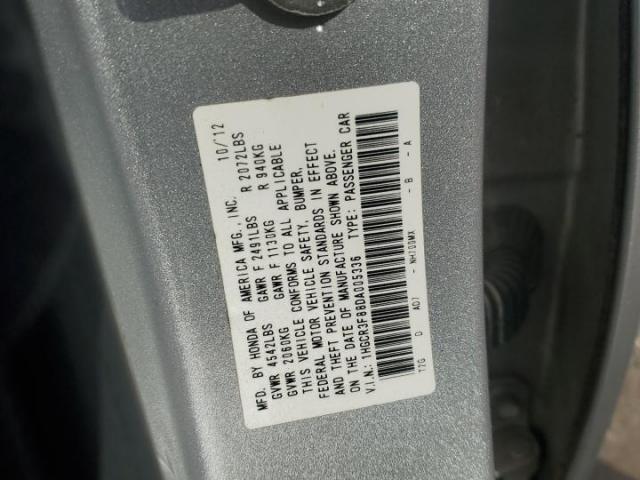 MFD. BY HONDA OF AMERICA MFG., INC. 10/12
GVWR 4542LBS GAWR F 2491LBS R 2072LBS
GVWR 2060KG GAWR F 1130KG R 940KG
THIS VEHICLE CONFORMS TO ALL APPLICABLE
FEDERAL MOTOR VEHICLE SAFETY, BUMPER,
AND THEFT PREVENTION STANDARDS IN EFFECT
ON THE DATE OF MANUFACTURE SHOWN ABOVE.
V.I.N.: 1HGCR3F88DA005336 TYPE: PASSENGER CAR
T2G D AO7 NH700MX - B - A